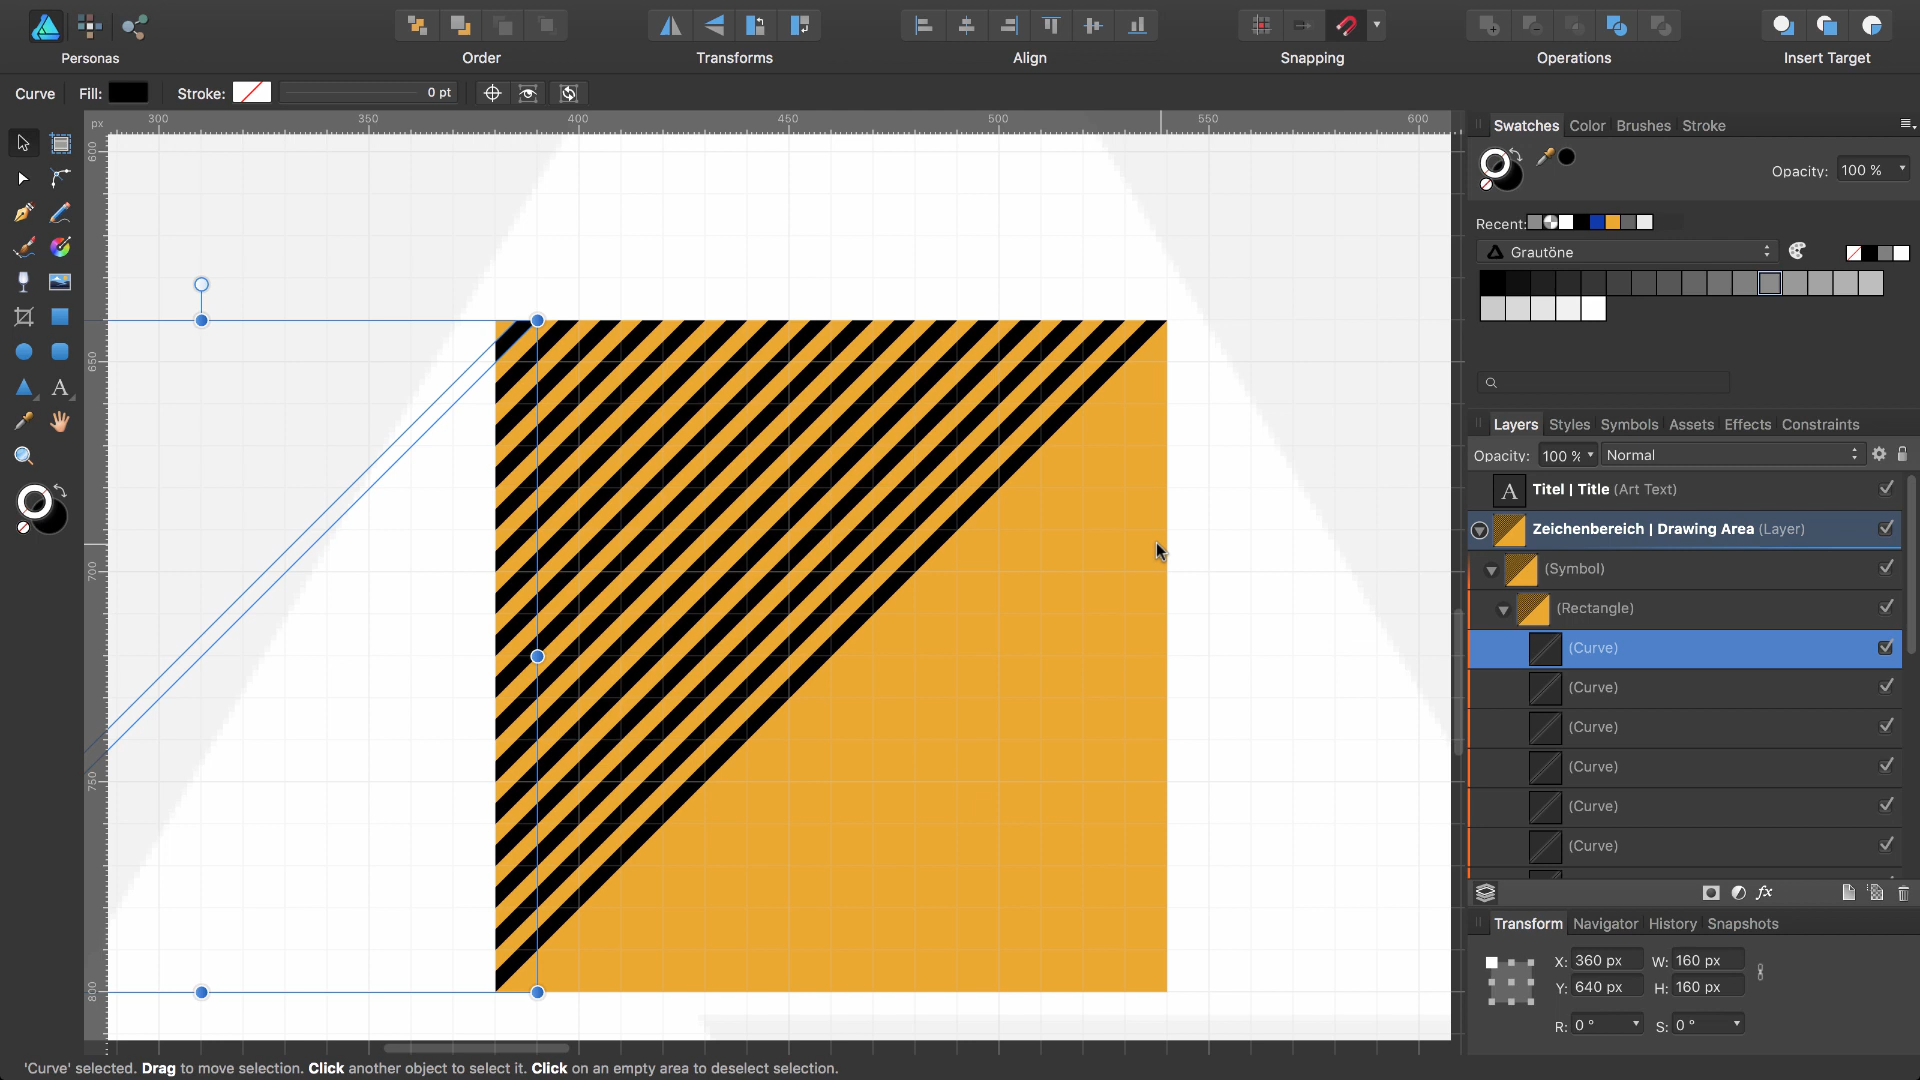 Personas
Order
Transforms
Align
Snapping
Operations
Insert Target
Curve
Fill:
Stroke:
0 pt
px
300
350
400
450
500
550
600
600
650
700
750
800
Swatches
Color
Brushes
Stroke
Opacity:
100 %
Recent:
Grautöne
Layers
Styles
Symbols
Assets
Effects
Constraints
Opacity:
100 %
Normal
A
Titel | Title (Art Text)
Zeichenbereich | Drawing Area (Layer)
(Symbol)
(Rectangle)
(Curve)
(Curve)
(Curve)
(Curve)
(Curve)
(Curve)
fx
Transform
Navigator
History
Snapshots
X: 360 px
W: 160 px
Y: 640 px
H: 160 px
R: 0 °
S: 0 °
'Curve' selected. Drag to move selection. Click another object to select it. Click on an empty area to deselect selection.